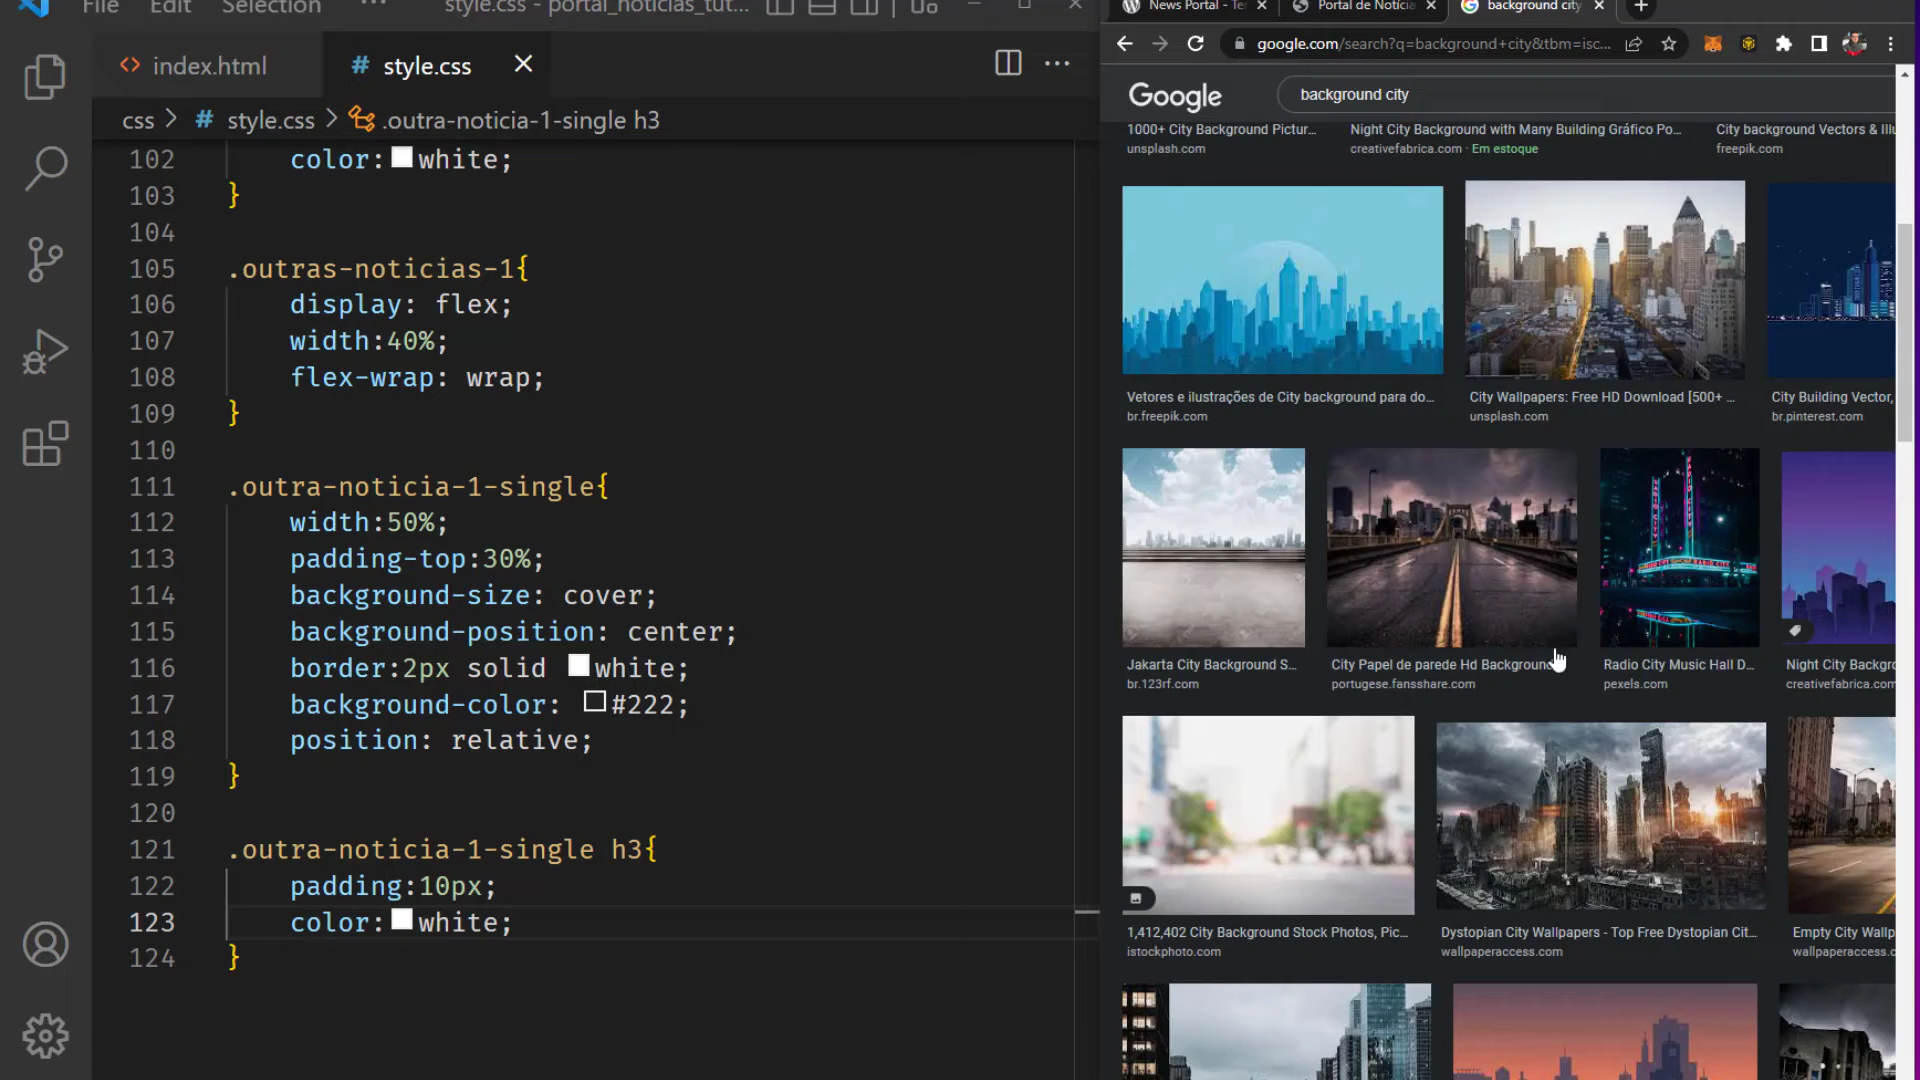 File Edit Selection ··· style.css - portal_noticias_tut...
index.html
# style.css
css > # style.css > .outra-noticia-1-single h3
102 color: white;
103 }
104
105 .outras-noticias-1{
106 display: flex;
107 width:40%;
108 flex-wrap: wrap;
109 }
110
111 .outra-noticia-1-single{
112 width:50%;
113 padding-top:30%;
114 background-size: cover;
115 background-position: center;
116 border:2px solid white;
117 background-color: #222;
118 position: relative;
119 }
120
121 .outra-noticia-1-single h3{
122 padding:10px;
123 color: white;
124 }
News Portal - Te
Portal de Notícia
background city
google.com/search?q=background+city&tbm=isc...
Google
background city
1000+ City Background Pictur...
unsplash.com
Night City Background with Many Building Gráfico Po...
creativefabrica.com · Em estoque
City background Vectors & Illu
freepik.com
Vetores e ilustrações de City background para do...
br.freepik.com
City Wallpapers: Free HD Download [500+ ...
unsplash.com
City Building Vector,
br.pinterest.com
Jakarta City Background S...
br.123rf.com
City Papel de parede Hd Background
portugese.fansshare.com
Radio City Music Hall D...
pexels.com
Night City Backgr
creativefabrica.com
1,412,402 City Background Stock Photos, Pic...
istockphoto.com
Dystopian City Wallpapers - Top Free Dystopian Cit...
wallpaperaccess.com
Empty City Wallp
wallpaperaccess.c